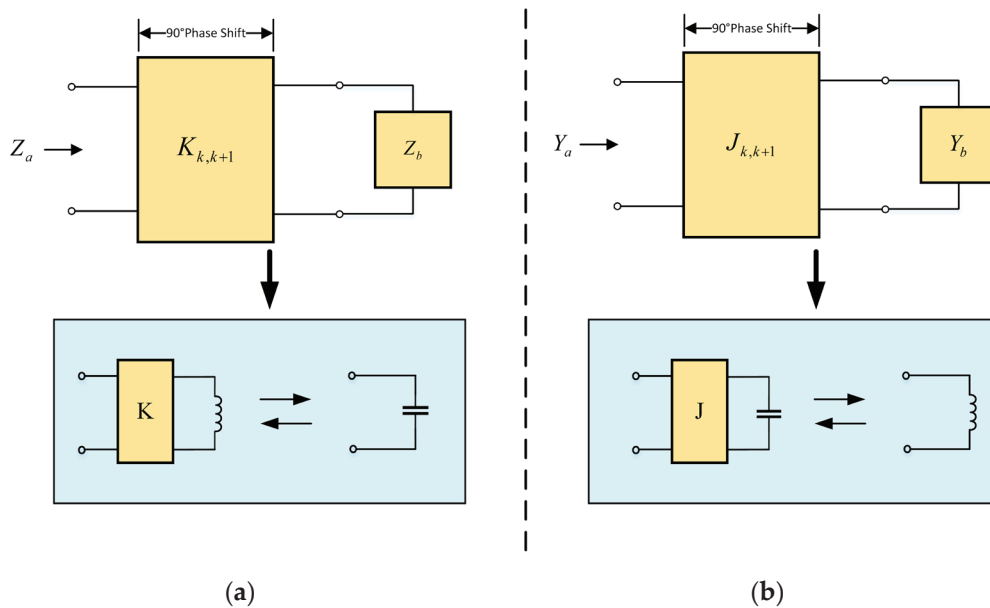 90°Phase Shift
Z_a
K_{k,k+1}
Z_b
K
(a)
90°Phase Shift
Y_a
J_{k,k+1}
Y_b
J
(b)